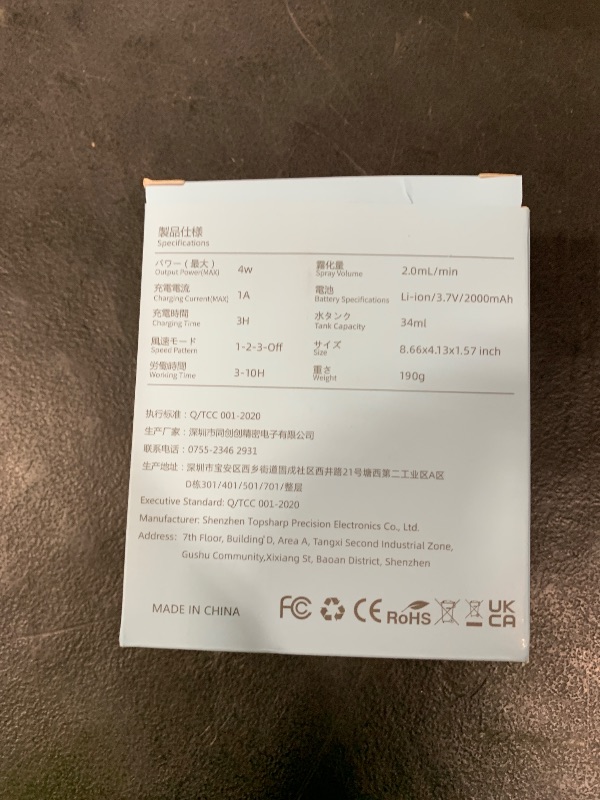 製品仕様
Specifications
パワー（最大） 4w 霧化量 2.0mL/min
Output Power(MAX) Spray Volume
充電電流 1A 電池 Li-ion/3.7V/2000mAh
Charging Current(MAX) Battery Specifications
充電時間 3H 水タンク 34ml
Charging Time Tank Capacity
風速モード 1-2-3-Off サイズ 8.66x4.13x1.57 inch
Speed Pattern Size
労働時間 3-10H 重さ 190g
Working Time Weight
执行标准：Q/TCC 001-2020
生产厂家：深圳市同创创精密电子有限公司
联系电话：0755-2346 2931
生产地址：深圳市宝安区西乡街道固戍社区西井路21号塘西第二工业区A区
D栋301/401/501/701/整层
Executive Standard: Q/TCC 001-2020
Manufacturer: Shenzhen Topsharp Precision Electronics Co., Ltd.
Address: 7th Floor, Building D, Area A, Tangxi Second Industrial Zone,
Gushu Community,Xixiang St, Baoan District, Shenzhen
MADE IN CHINA FC CE RoHS UK CA